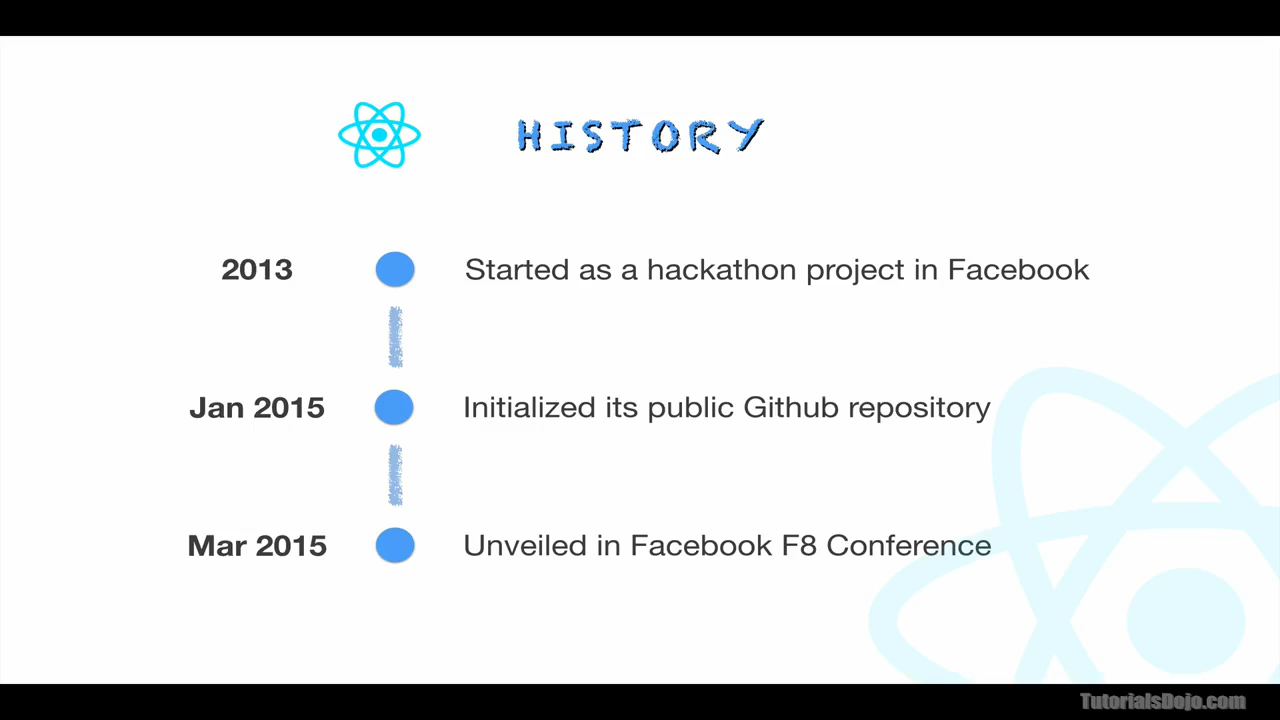 HISTORY
2013 Started as a hackathon project in Facebook
Jan 2015 Initialized its public Github repository
Mar 2015 Unveiled in Facebook F8 Conference
TutorialsDojo.com